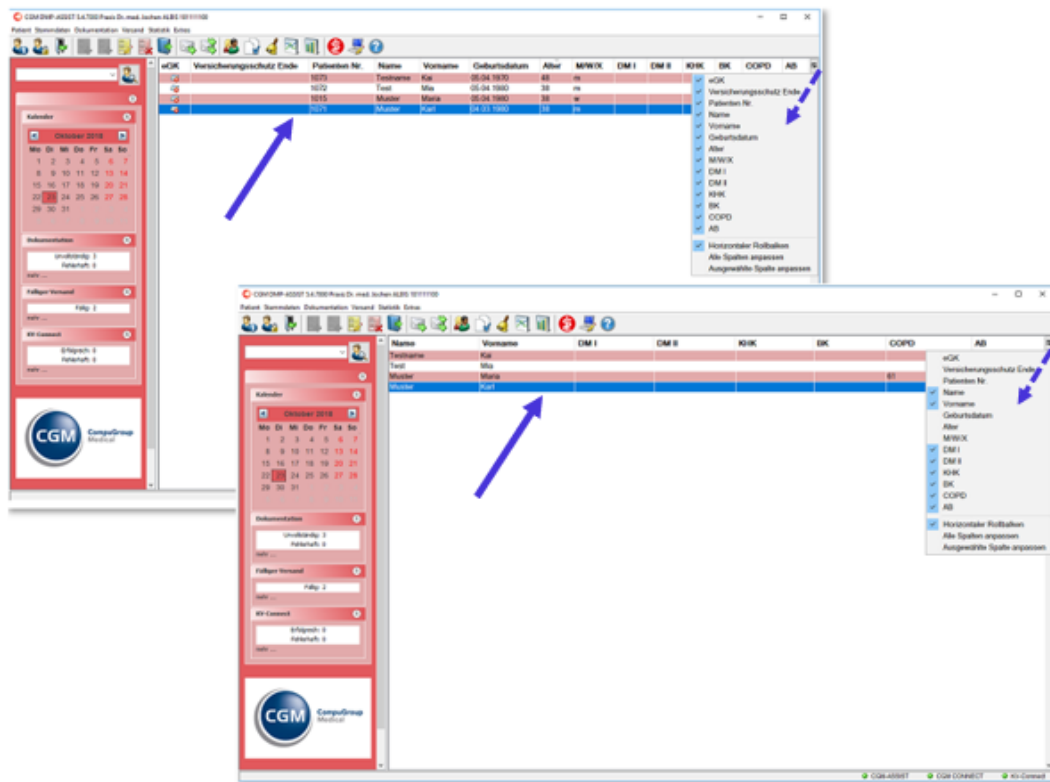 CGM DMP-ASSIST 3.4.7000 Praxis Dr. med. Jochen ALBIS 101111100
Patient Stammdaten Dokumentation Versand Statistik Extras
eGK Versicherungsschutz Ende Patienten Nr. Name Vorname Geburtsdatum Alter M/W/X DM I DM II KHK BK COPD AB
1073 Testname Kai 05.04.1970 48 m
1072 Test Mia 05.04.1980 38 m
1015 Muster Maria 05.04.1980 38 w
1071 Muster Karl 04.03.1980 38 m
eGK
Versicherungsschutz Ende
Patienten Nr.
Name
Vorname
Geburtsdatum
Alter
M/W/X
DM I
DM II
KHK
BK
COPD
AB
Horizontaler Rollbalken
Alle Spalten anpassen
Ausgewählte Spalte anpassen
Kalender
Oktober 2018
Mo Di Mi Do Fr Sa So
1 2 3 4 5 6 7
8 9 10 11 12 13 14
15 16 17 18 19 20 21
22 23 24 25 26 27 28
29 30 31
Dokumentation
Unvollständig: 3
Fehlerhaft: 0
mehr ...
Fälliger Versand
Fällig: 2
mehr ...
KV-Connect
Erfolgreich: 0
Fehlerhaft: 0
mehr ...
CGM CompuGroup
Medical
CGM DMP-ASSIST 3.4.7000 Praxis Dr. med. Jochen ALBIS 101111100
Patient Stammdaten Dokumentation Versand Statistik Extras
Name Vorname DM I DM II KHK BK COPD AB
Testname Kai
Test Mia
Muster Maria 61
Muster Karl
eGK
Versicherungsschutz Ende
Patienten Nr.
Name
Vorname
Geburtsdatum
Alter
M/W/X
DM I
DM II
KHK
BK
COPD
AB
Horizontaler Rollbalken
Alle Spalten anpassen
Ausgewählte Spalte anpassen
Kalender
Oktober 2018
Mo Di Mi Do Fr Sa So
1 2 3 4 5 6 7
8 9 10 11 12 13 14
15 16 17 18 19 20 21
22 23 24 25 26 27 28
29 30 31
Dokumentation
Unvollständig: 3
Fehlerhaft: 0
mehr ...
Fälliger Versand
Fällig: 2
mehr ...
KV-Connect
Erfolgreich: 0
Fehlerhaft: 0
mehr ...
CGM CompuGroup
Medical
CGM ASSIST CGM CONNECT KV-Connect